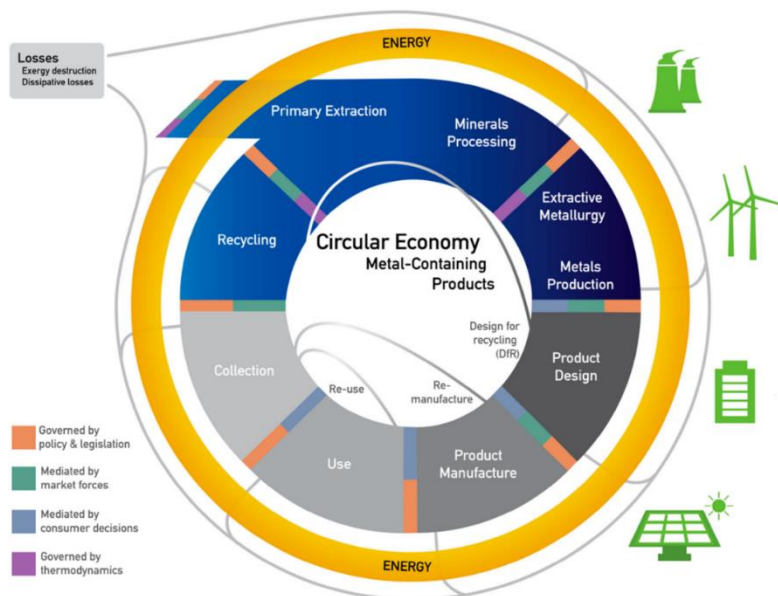 ENERGY
Losses
Exergy destruction
Dissipative losses
Primary Extraction
Minerals
Processing
Extractive
Metallurgy
Recycling
Circular Economy
Metal-Containing
Products
Metals
Production
Design for
recycling
(DfR)
Product
Design
Collection
Re-use
Re-
manufacture
Use
Product
Manufacture
Governed by
policy & legislation
Mediated by
market forces
Mediated by
consumer decisions
Governed by
thermodynamics
ENERGY